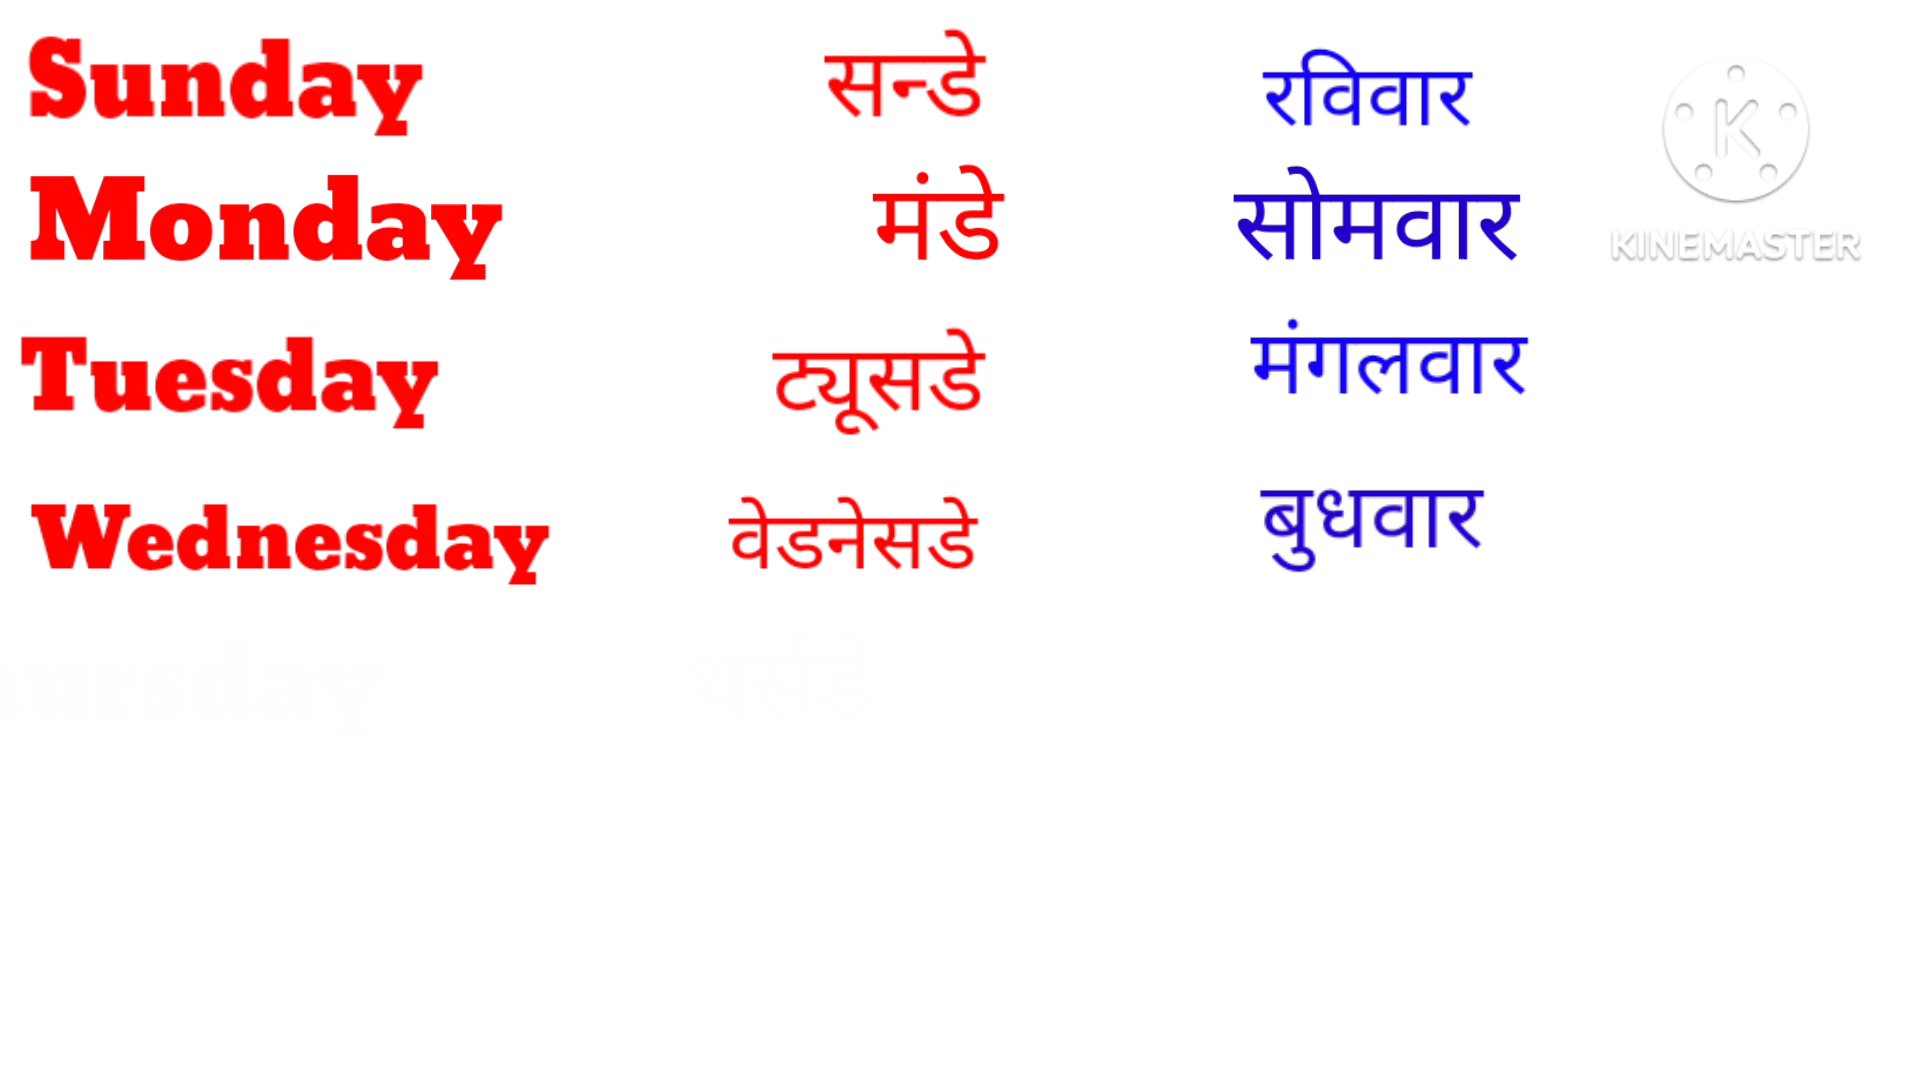 Sunday सन्डे रविवार
Monday मंडे सोमवार
Tuesday ट्यूसडे मंगलवार
Wednesday वेडनेसडे बुधवार
K
KINEMASTER